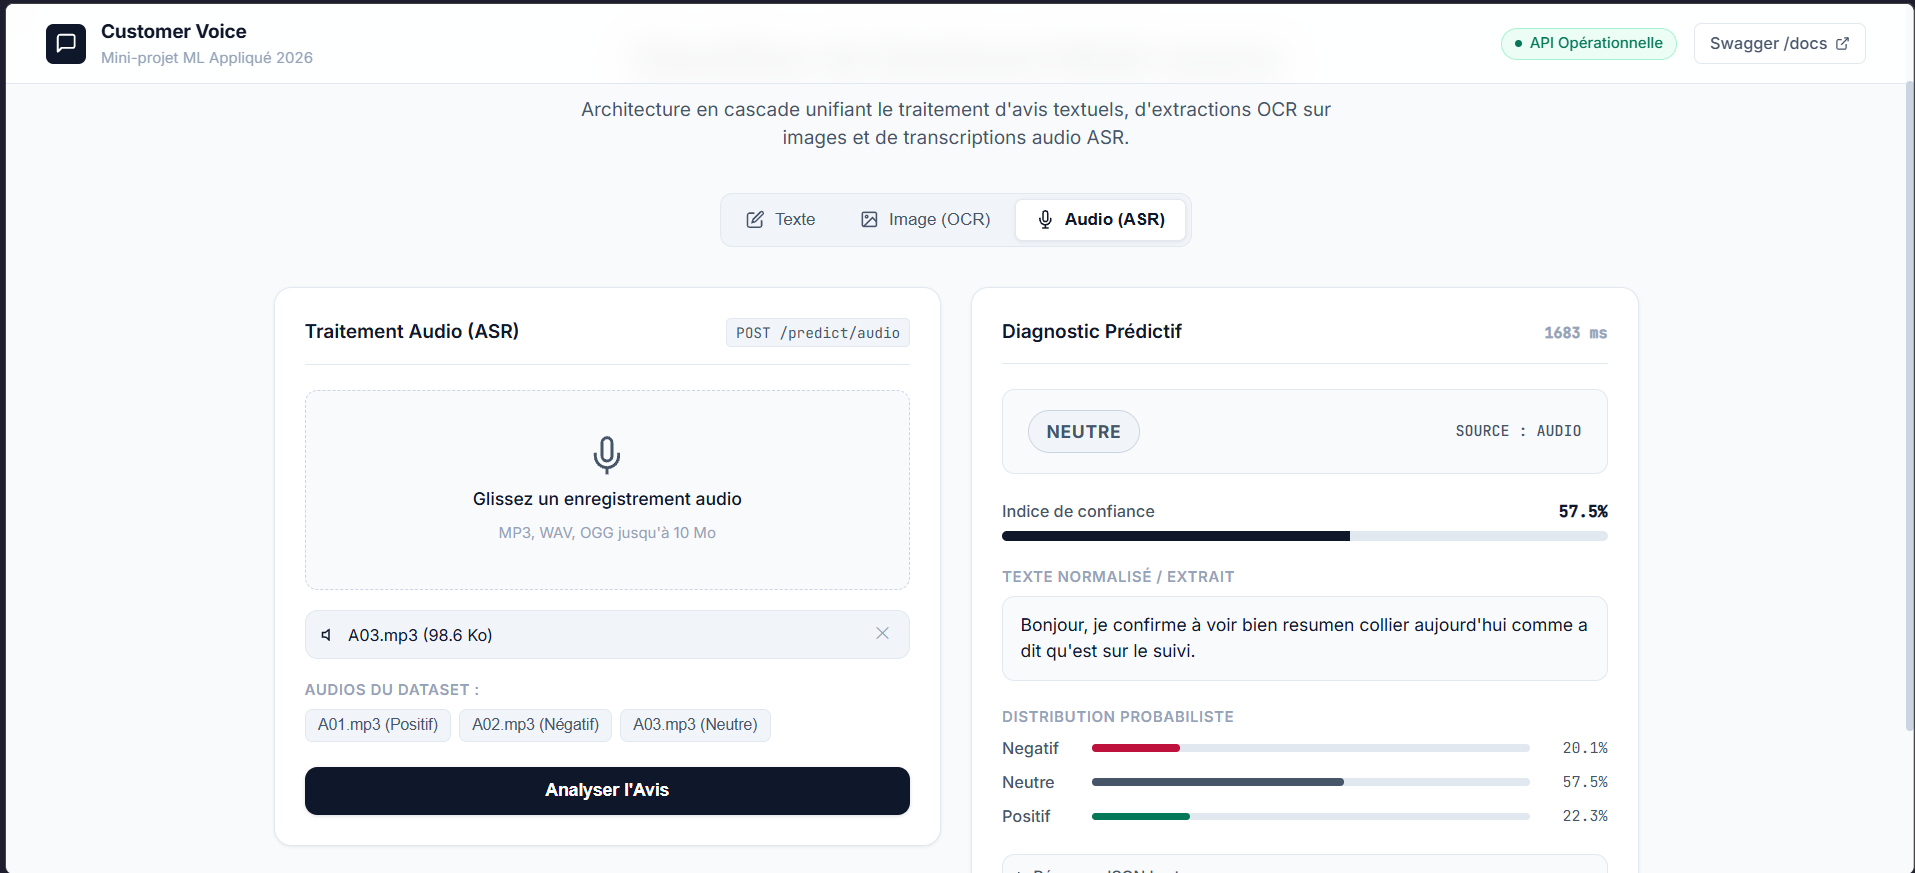 Customer Voice
Mini-projet ML Appliqué 2026
API Opérationnelle
Swagger /docs
Architecture en cascade unifiant le traitement d'avis textuels, d'extractions OCR sur
images et de transcriptions audio ASR.
Texte
Image (OCR)
Audio (ASR)
Traitement Audio (ASR)
POST /predict/audio
Glissez un enregistrement audio
MP3, WAV, OGG jusqu'à 10 Mo
A03.mp3 (98.6 Ko)
AUDIOS DU DATASET :
A01.mp3 (Positif)
A02.mp3 (Négatif)
A03.mp3 (Neutre)
Analyser l'Avis
Diagnostic Prédictif
1683 ms
NEUTRE
SOURCE : AUDIO
Indice de confiance
57.5%
TEXTE NORMALISÉ / EXTRAIT
Bonjour, je confirme à voir bien resumen collier aujourd'hui comme a
dit qu'est sur le suivi.
DISTRIBUTION PROBABILISTE
Negatif
20.1%
Neutre
57.5%
Positif
22.3%